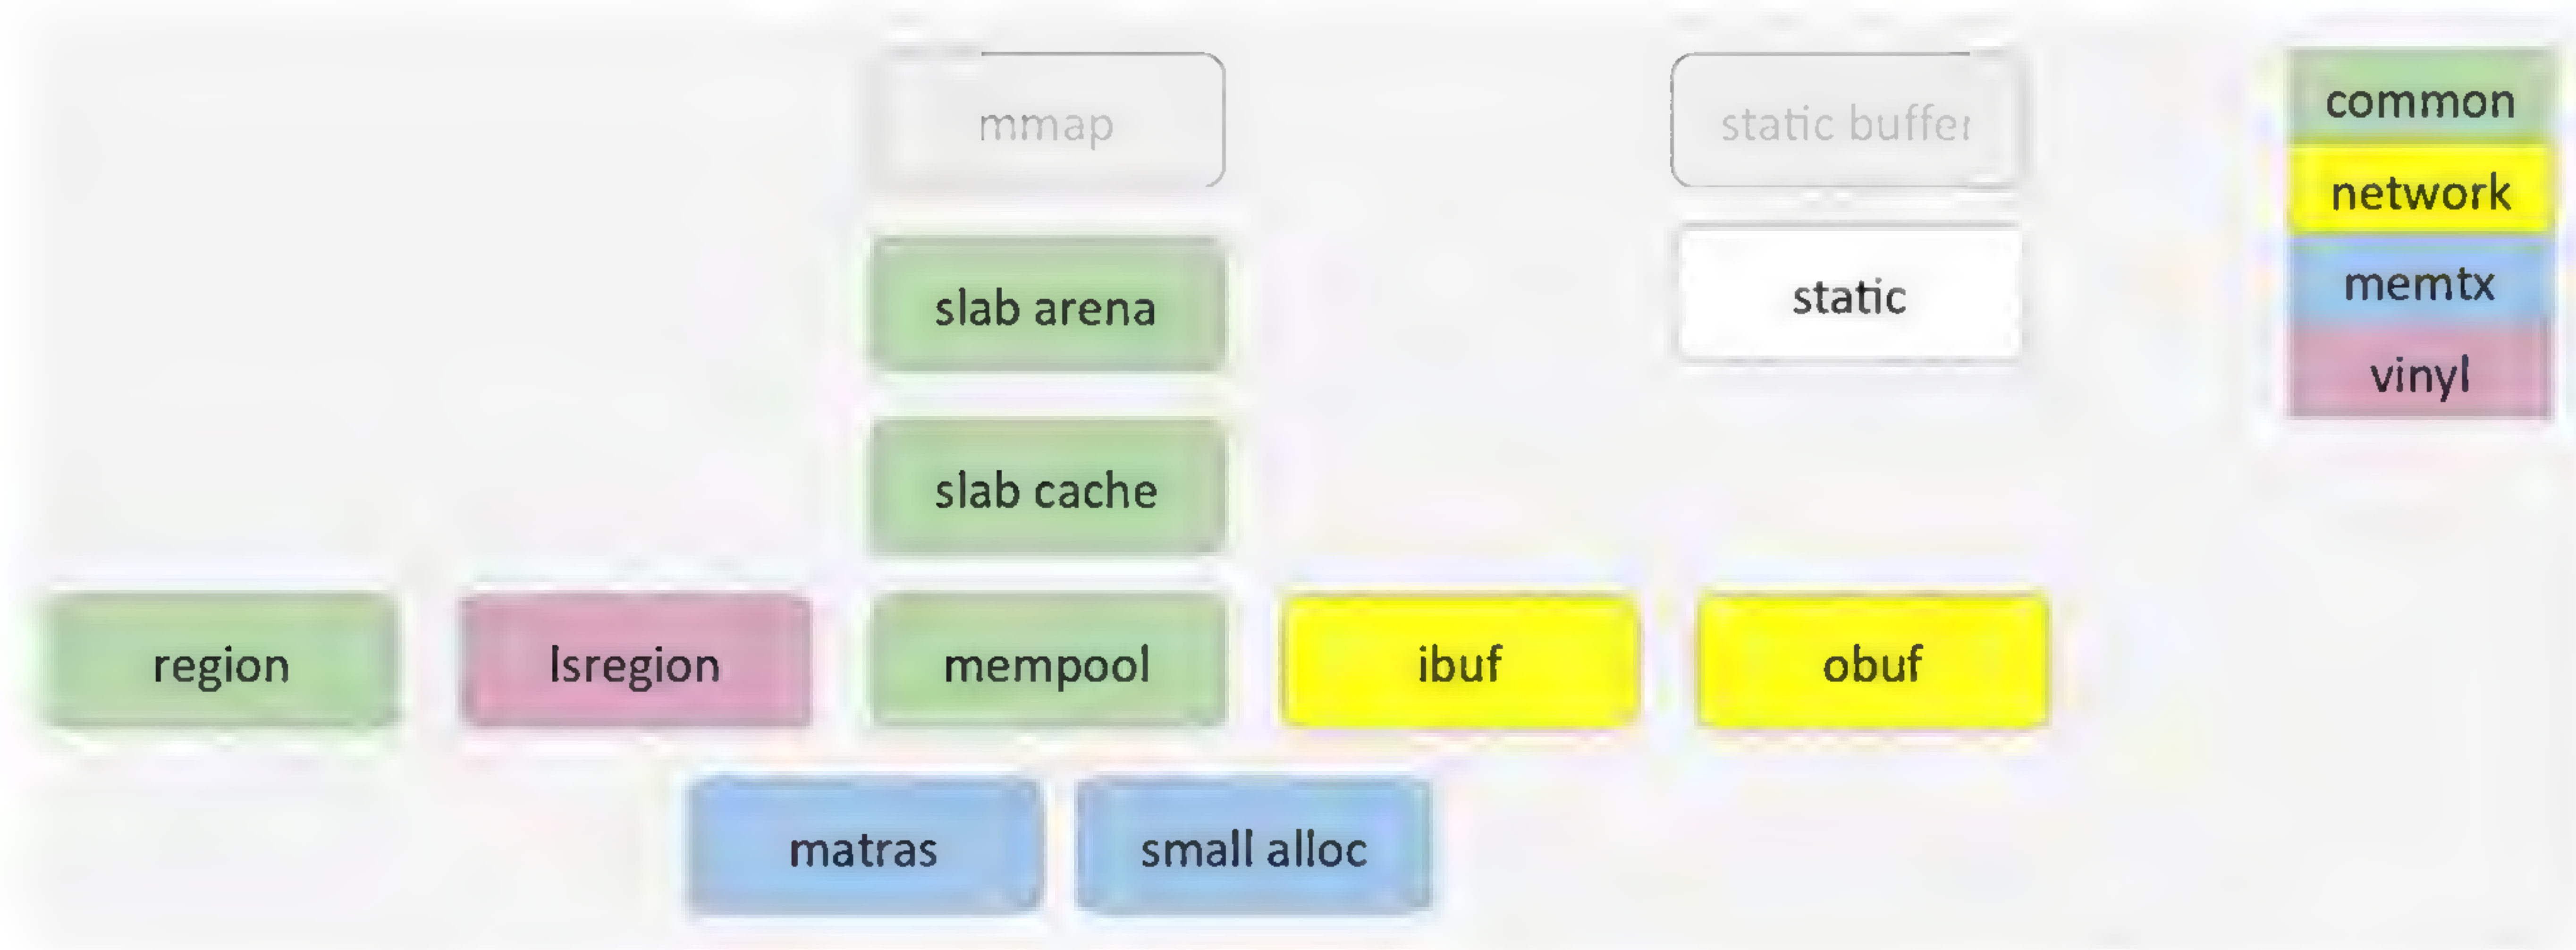 mmap
static buffer
common
network
memtx
vinyl
slab arena
static
slab cache
region
lsregion
mempool
ibuf
obuf
matras
small alloc